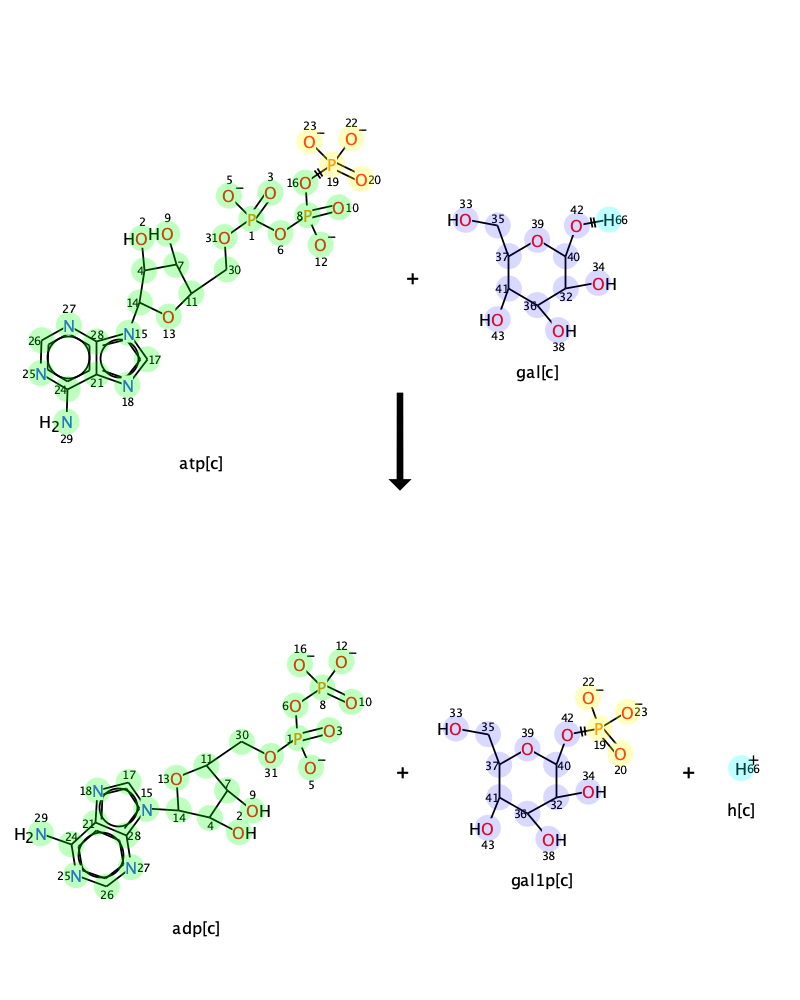 23 O − 22 O −
5 O − 3 O 16 O P 19 O 20
2 HO 9 HO P 1 O 6 8 P O 10
31 O O − 12
4 7 30
14 11
27 N 28 N 15 O 13
26
25 N 24 21 N 18 17
H2N 29
atp[c]
+
33 HO 35 39 O 42 O H 66
37 40 34 OH
41 32
HO 43 36 OH 38
gal[c]
16 O − 12 O −
6 O P 8 O 10
30 1 P O 3
11 31 O O − 5
18 N 17 13 O 7 9 OH
29 H2N 21 15 N 14 4 2 OH
24 28
25 N N 27
26
adp[c]
+
22 O −
33 HO 35 39 O 42 O P 19 O − 23
O 20
37 40 34 OH
41 32
HO 43 36 OH 38
gal1p[c]
+
H + 66
h[c]